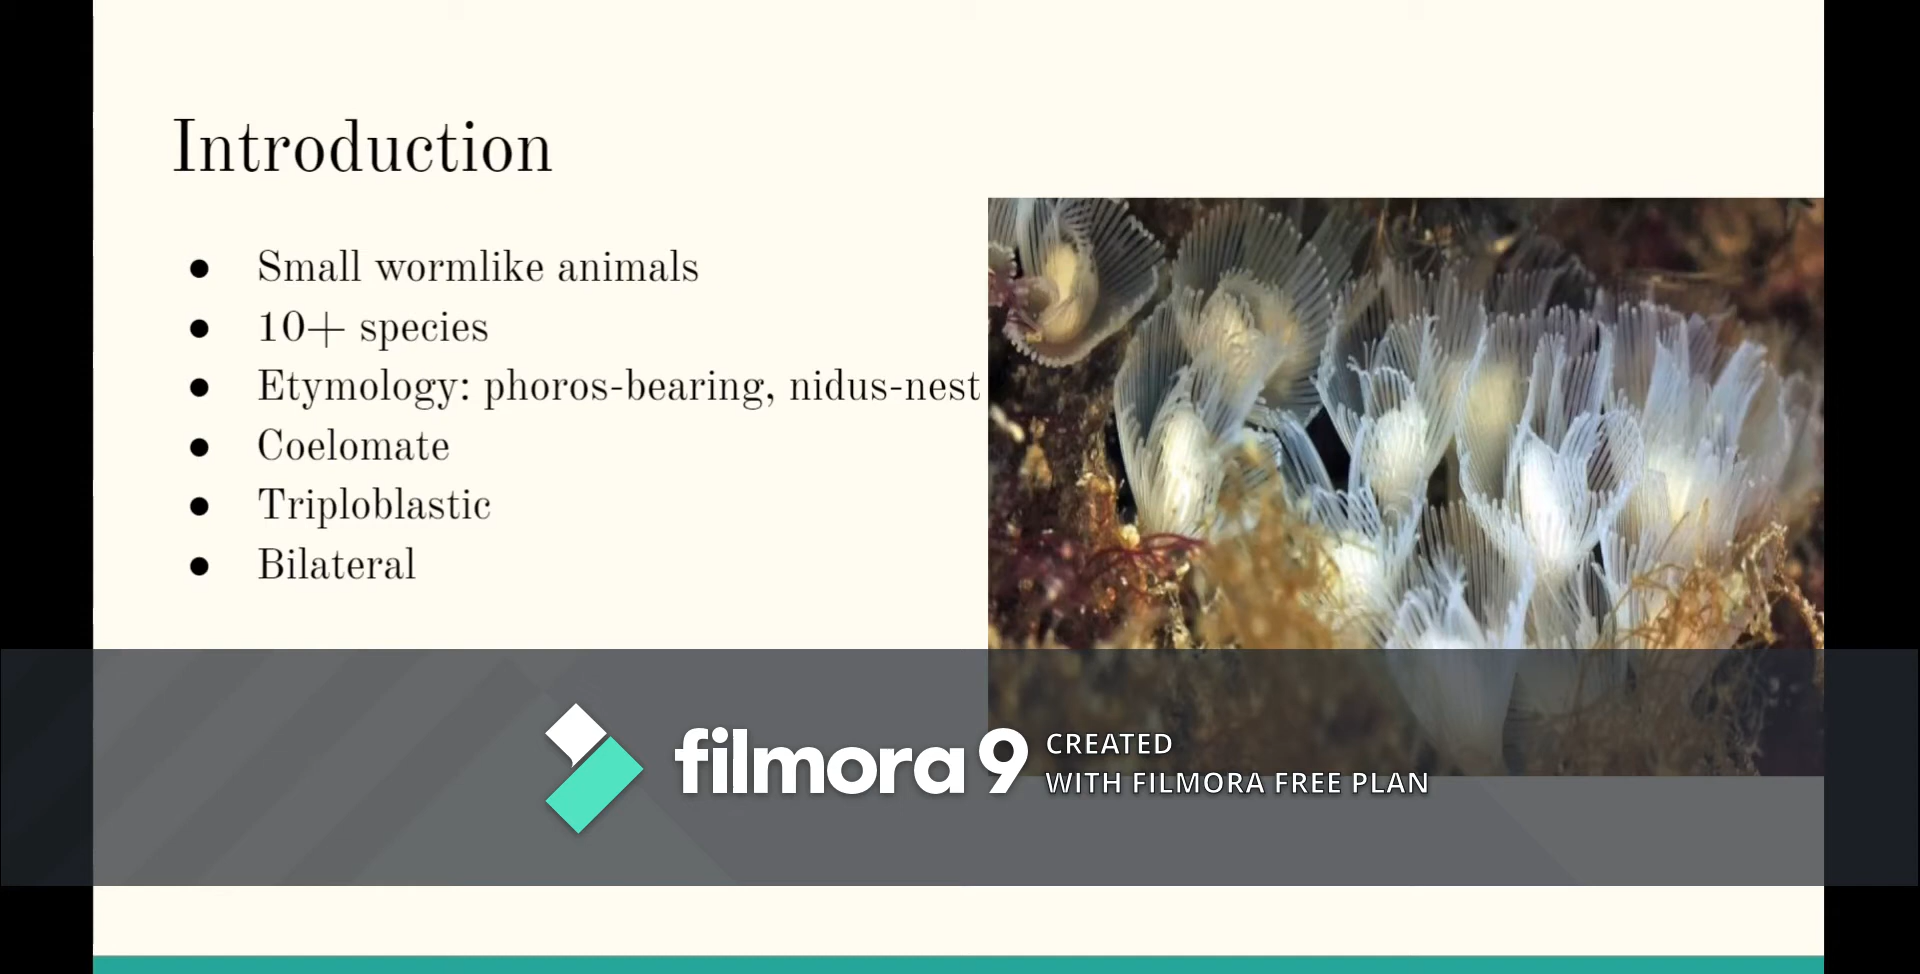 Introduction
● Small wormlike animals
● 10+ species
● Etymology: phoros-bearing, nidus-nest
● Coelomate
● Triploblastic
● Bilateral
filmora 9
CREATED
WITH FILMORA FREE PLAN